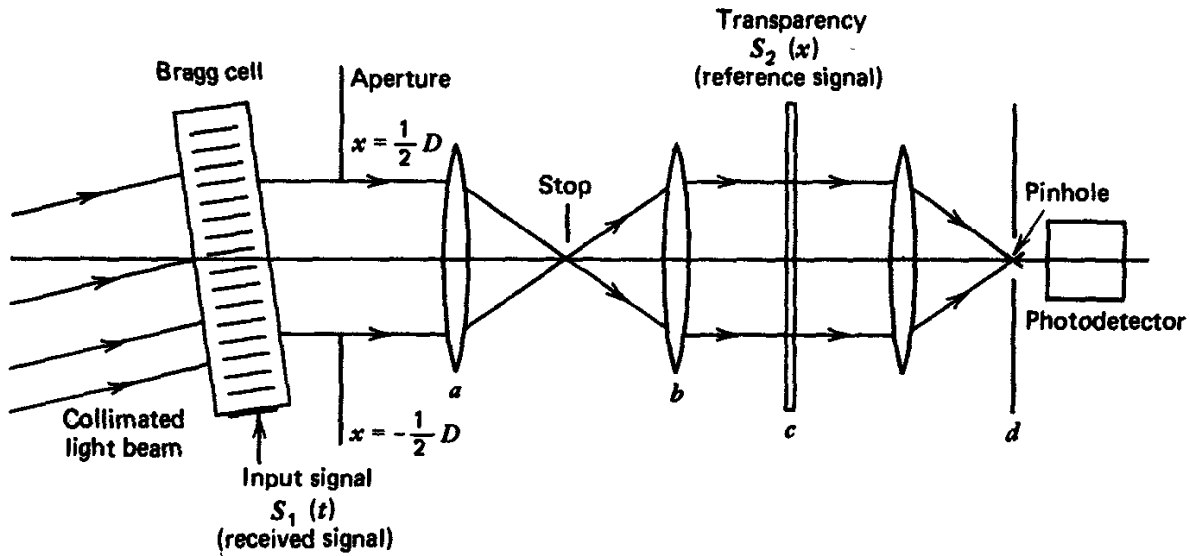 Transparency
S₂ (x)
(reference signal)
Bragg cell
Aperture
x = 1/2 D
Stop
Pinhole
Photodetector
a
b
c
d
Collimated
light beam
x = -1/2 D
Input signal
S₁ (t)
(received signal)